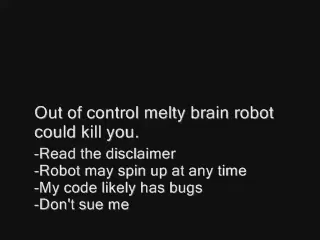 Out of control melty brain robot
could kill you.
-Read the disclaimer
-Robot may spin up at any time
-My code likely has bugs
-Don't sue me